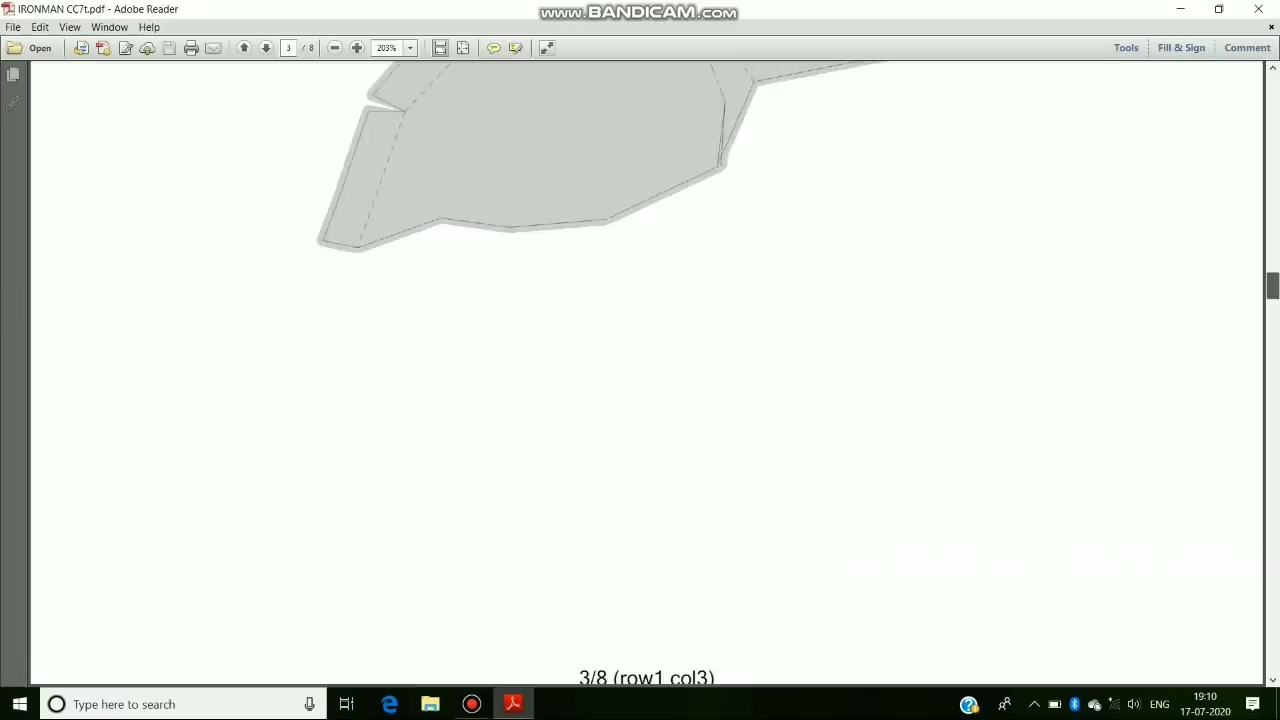 IRONMAN CC7t.pdf - Adobe Reader
www.BANDICAM.com
File Edit View Window Help
Open 3 / 8 203% Tools Fill & Sign Comment
3/8 (row1 col3)
Type here to search
ENG
19:10
17-07-2020